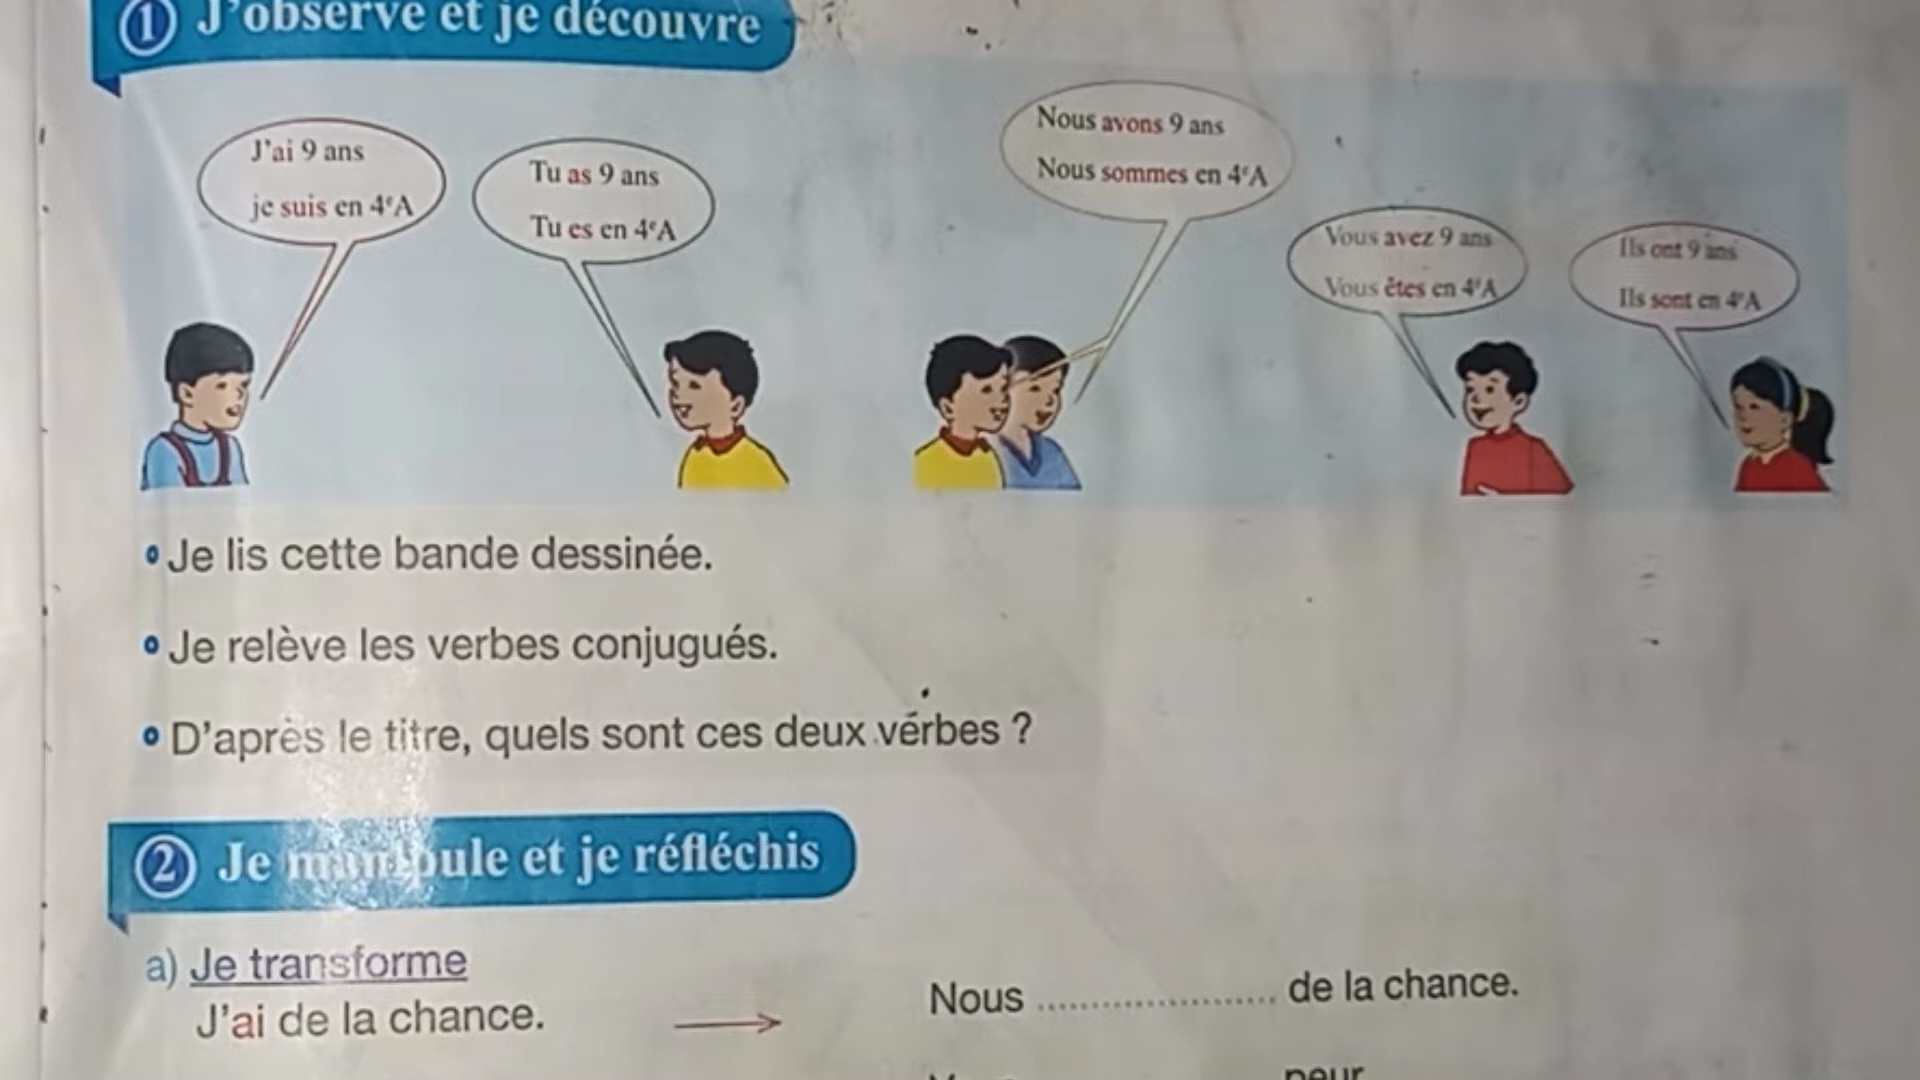 ① J'observe et je découvre
J'ai 9 ans
je suis en 4eA
Tu as 9 ans
Tu es en 4eA
Nous avons 9 ans
Nous sommes en 4eA
Vous avez 9 ans
Vous êtes en 4eA
Ils ont 9 ans
Ils sont en 4eA
• Je lis cette bande dessinée.
• Je relève les verbes conjugués.
• D'après le titre, quels sont ces deux verbes ?
② Je manipule et je réfléchis
a) Je transforme
J'ai de la chance. → Nous .................... de la chance.
peur